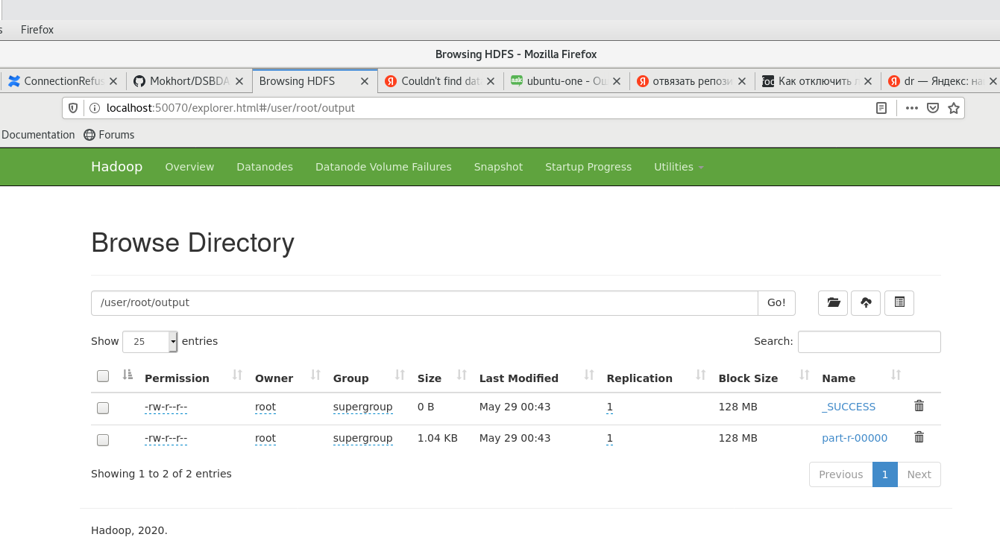 s Firefox
Browsing HDFS - Mozilla Firefox
ConnectionRefus Mokhort/DSBDA Browsing HDFS Couldn't find data ubuntu-one - Ou отвязать репози Как отключить л dr — Яндекс: на
localhost:50070/explorer.html#/user/root/output
Documentation Forums
Hadoop Overview Datanodes Datanode Volume Failures Snapshot Startup Progress Utilities
Browse Directory
/user/root/output Go!
Show 25 entries Search:
Permission Owner Group Size Last Modified Replication Block Size Name
-rw-r--r-- root supergroup 0 B May 29 00:43 1 128 MB _SUCCESS
-rw-r--r-- root supergroup 1.04 KB May 29 00:43 1 128 MB part-r-00000
Showing 1 to 2 of 2 entries Previous 1 Next
Hadoop, 2020.